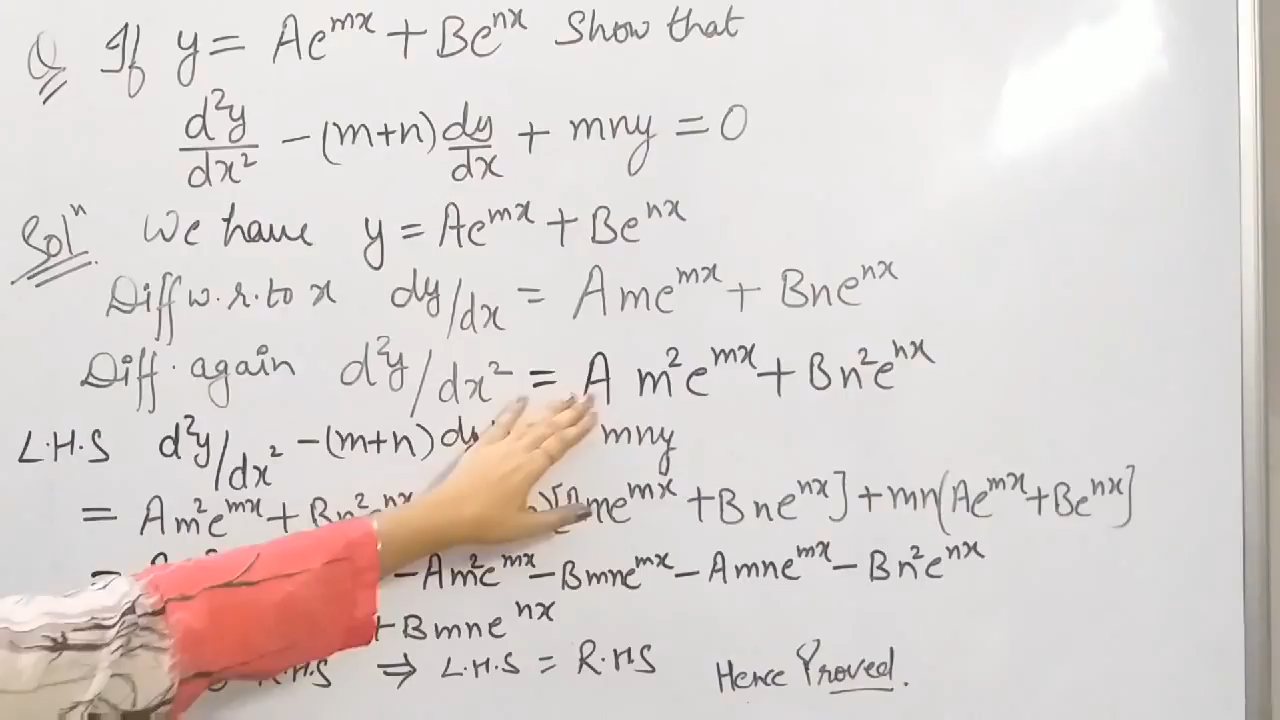 Q If y = Ae^{mx} + Be^{nx} Show that
d²y/dx² - (m+n) dy/dx + mny = 0
Solⁿ We have y = Ae^{mx} + Be^{nx}
Diff w.r.to x dy/dx = Ame^{mx} + Bne^{nx}
Diff. again d²y/dx² = A m²e^{mx} + Bn²e^{nx}
L.H.S d²y/dx² - (m+n) dy mny
= Am²e^{mx} + Bn²e^{nx} me^{mx} + Bne^{nx}] + mn[Ae^{mx} + Be^{nx}]
= - Am²e^{mx} - Bmne^{mx} - Amne^{mx} - Bn²e^{nx}
+ Bmne^{nx}
R.H.S ⇒ L.H.S = R.H.S Hence Proved.